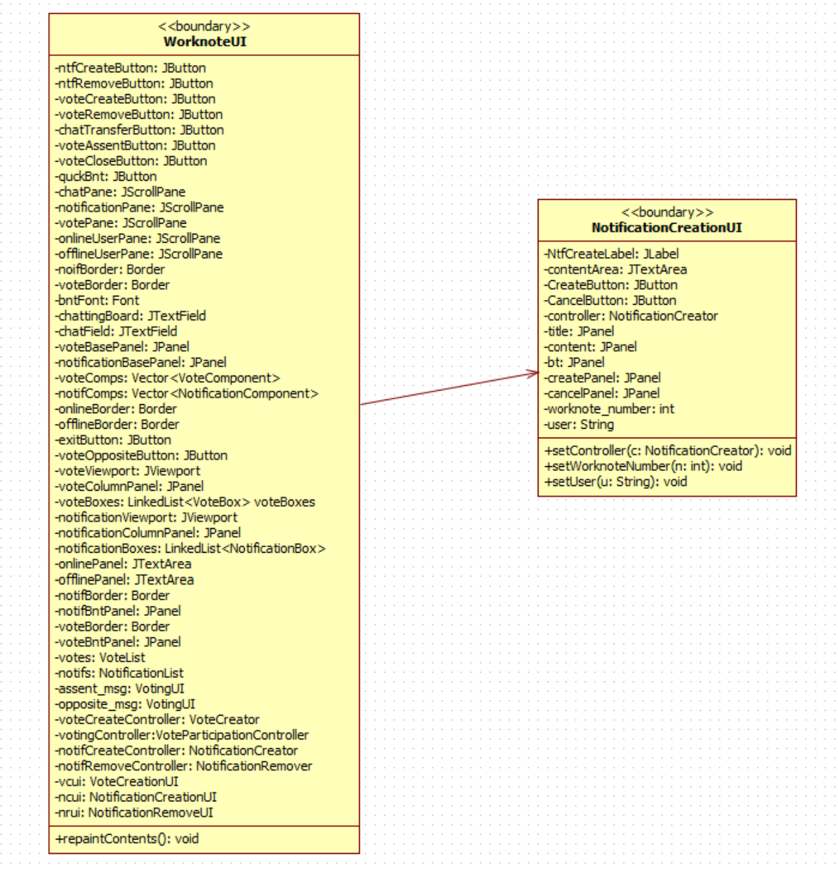 <<boundary>>
WorknoteUI
-ntfCreateButton: JButton
-ntfRemoveButton: JButton
-voteCreateButton: JButton
-voteRemoveButton: JButton
-chatTransferButton: JButton
-voteAssentButton: JButton
-voteCloseButton: JButton
-quckBnt: JButton
-chatPane: JScrollPane
-notificationPane: JScrollPane
-votePane: JScrollPane
-onlineUserPane: JScrollPane
-offlineUserPane: JScrollPane
-noifBorder: Border
-voteBorder: Border
-bntFont: Font
-chattingBoard: JTextField
-chatField: JTextField
-voteBasePanel: JPanel
-notificationBasePanel: JPanel
-voteComps: Vector<VoteComponent>
-notifComps: Vector<NotificationComponent>
-onlineBorder: Border
-offlineBorder: Border
-exitButton: JButton
-voteOppositeButton: JButton
-voteViewport: JViewport
-voteColumnPanel: JPanel
-voteBoxes: LinkedList<VoteBox> voteBoxes
-notificationViewport: JViewport
-notificationColumnPanel: JPanel
-notificationBoxes: LinkedList<NotificationBox>
-onlinePanel: JTextArea
-offlinePanel: JTextArea
-notifBorder: Border
-notifBntPanel: JPanel
-voteBorder: Border
-voteBntPanel: JPanel
-votes: VoteList
-notifs: NotificationList
-assent_msg: VotingUI
-opposite_msg: VotingUI
-voteCreateController: VoteCreator
-votingController:VoteParticipationController
-notifCreateController: NotificationCreator
-notifRemoveController: NotificationRemover
-vcui: VoteCreationUI
-ncui: NotificationCreationUI
-nrui: NotificationRemoveUI
+repaintContents(): void
<<boundary>>
NotificationCreationUI
-NtfCreateLabel: JLabel
-contentArea: JTextArea
-CreateButton: JButton
-CancelButton: JButton
-controller: NotificationCreator
-title: JPanel
-content: JPanel
-bt: JPanel
-createPanel: JPanel
-cancelPanel: JPanel
-worknote_number: int
-user: String
+setController(c: NotificationCreator): void
+setWorknoteNumber(n: int): void
+setUser(u: String): void